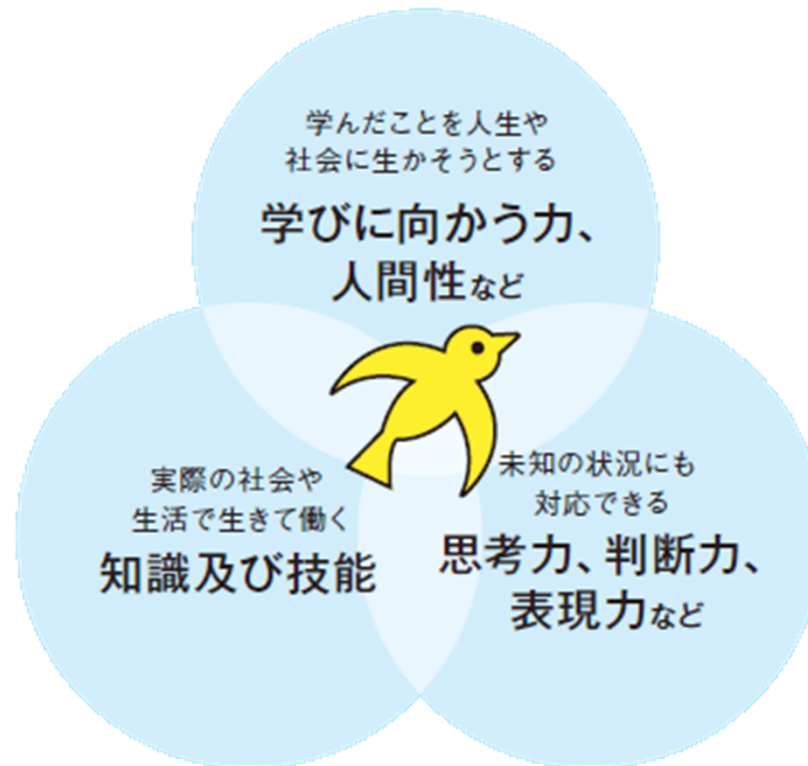 学んだことを人生や
社会に生かそうとする
学びに向かう力、
人間性など
実際の社会や
生活で生きて働く
知識及び技能
未知の状況にも
対応できる
思考力、判断力、
表現力など